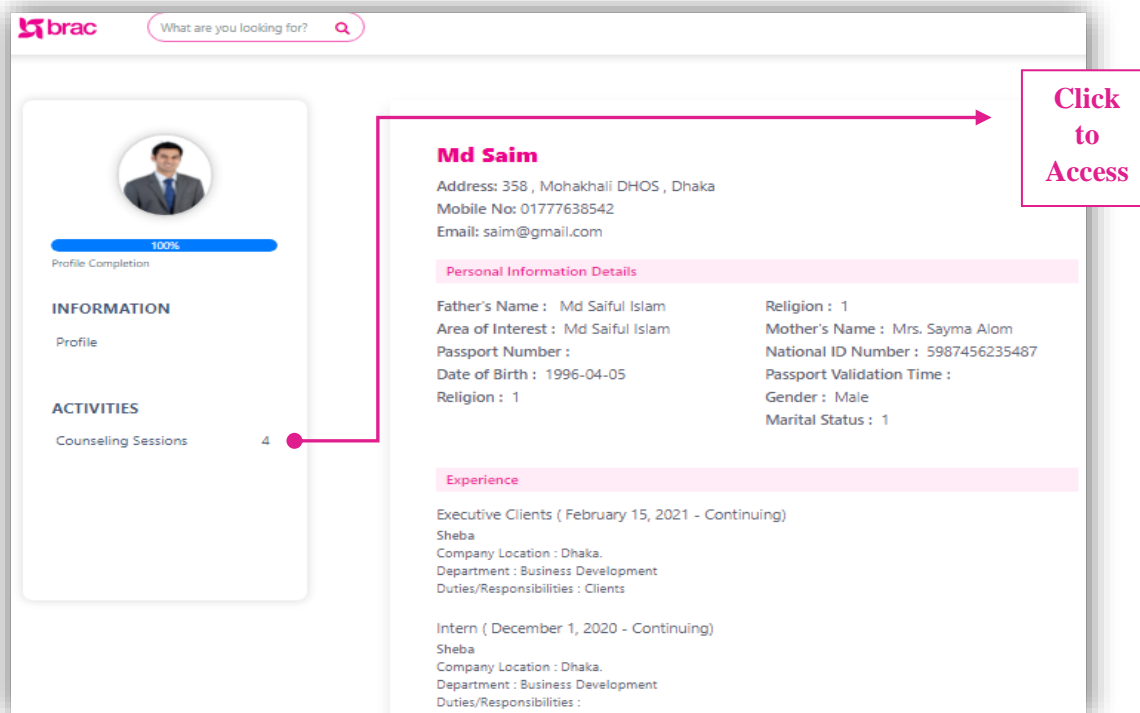 brac
What are you looking for?
Click
to
Access
100%
Profile Completion
INFORMATION
Profile
ACTIVITIES
Counseling Sessions 4
Md Saim
Address: 358 , Mohakhali DHOS , Dhaka
Mobile No: 01777638542
Email: saim@gmail.com
Personal Information Details
Father's Name : Md Saiful Islam
Area of Interest : Md Saiful Islam
Passport Number :
Date of Birth : 1996-04-05
Religion : 1
Religion : 1
Mother's Name : Mrs. Sayma Alom
National ID Number : 5987456235487
Passport Validation Time :
Gender : Male
Marital Status : 1
Experience
Executive Clients ( February 15, 2021 - Continuing)
Sheba
Company Location : Dhaka.
Department : Business Development
Duties/Responsibilities : Clients
Intern ( December 1, 2020 - Continuing)
Sheba
Company Location : Dhaka.
Department : Business Development
Duties/Responsibilities :